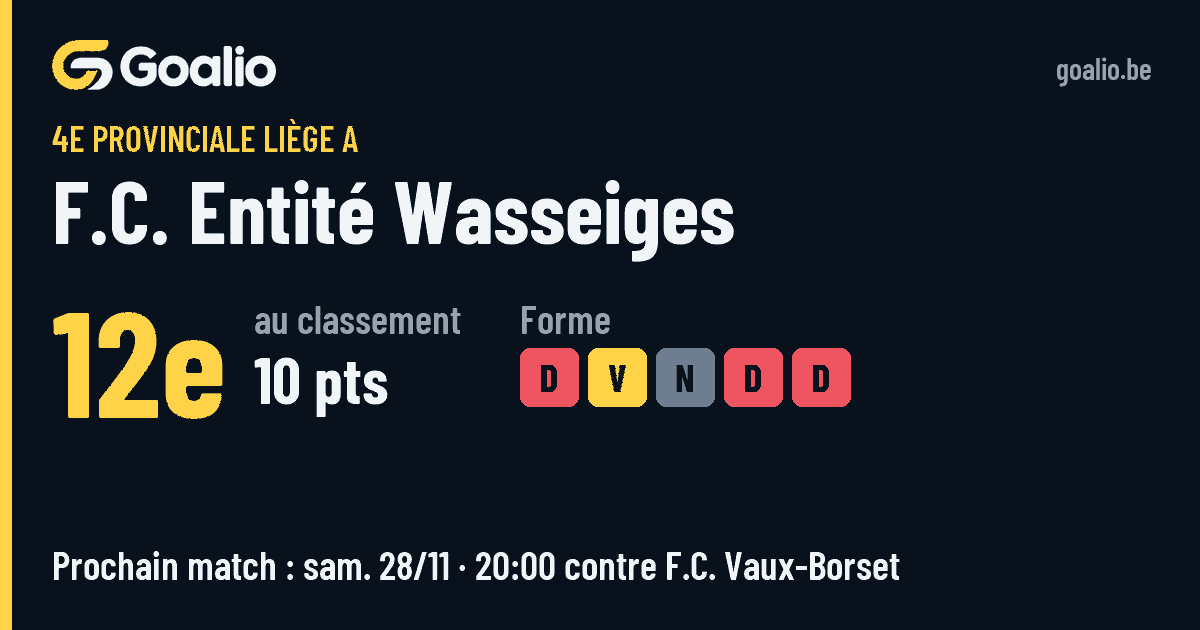 Goalio
goalio.be
4E PROVINCIALE LIÈGE A
F.C. Entité Wasseiges
12e
au classement
10 pts
Forme
D V N D D
Prochain match : sam. 28/11 · 20:00 contre F.C. Vaux-Borset